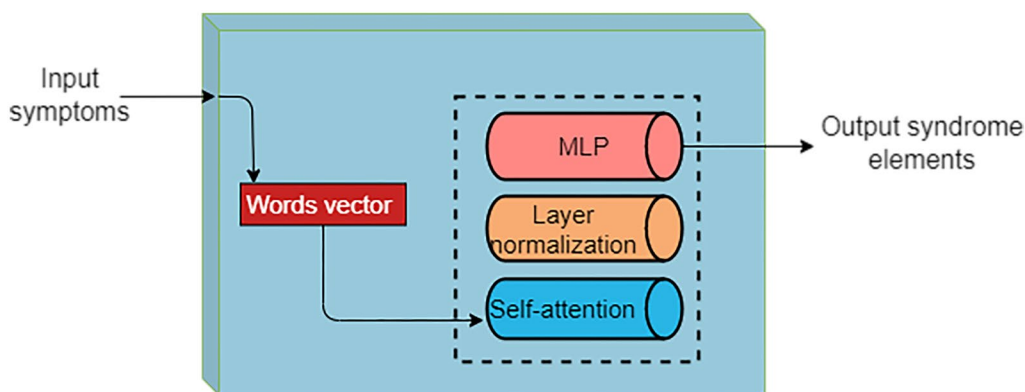 Input
symptoms
Words vector
MLP
Layer
normalization
Self-attention
Output syndrome
elements